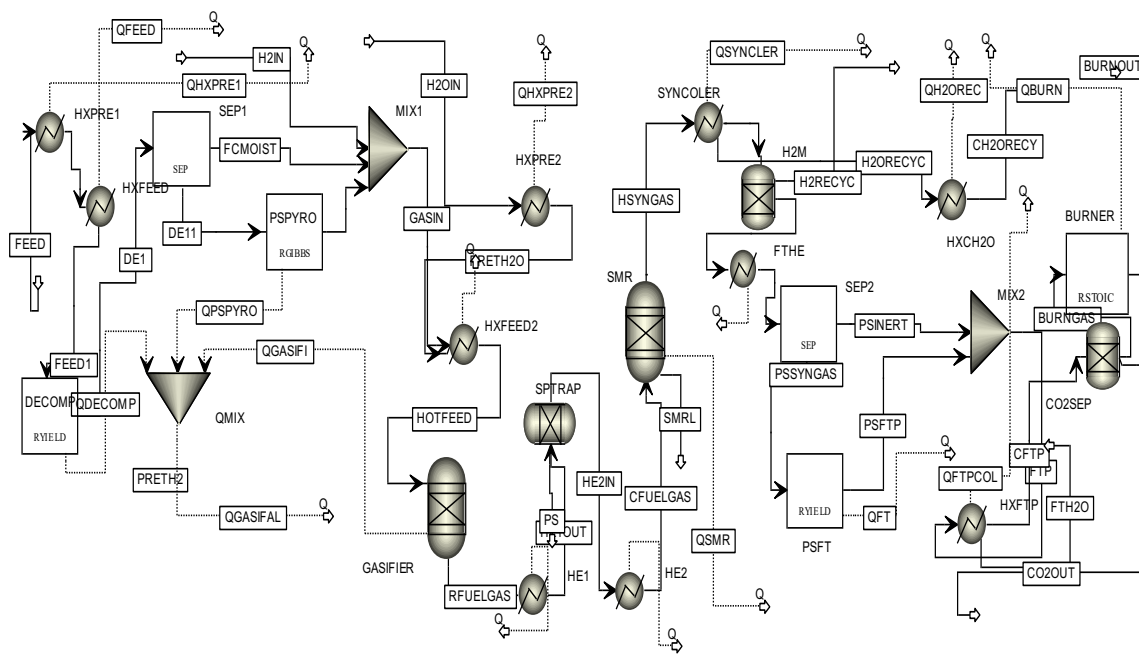 QFEED
Q
H2IN
Q
QHXPRE1
HXPRE1
SEP1
SEP
FCMOIST
MIX1
H2OIN
Q
QHXPRE2
HXPRE2
HXFEED
FEED
DE1
DE11
PSPYRO
RGIBBS
GASIN
Q
HXFEED2
QPSPYRO
QGASIFI
FEED1
DECOMP
RYIELD
QDECOMP
QMIX
PRETH2
QGASIFAL
Q
HOTFEED
GASIFIER
SPTRAP
RFUELGAS
PS
HE1
Q
HE2IN
HE2
Q
CFUELGAS
SMRL
SMR
QSMR
Q
HSYNGAS
SYNCOLER
QSYNCLER
Q
H2M
H2RECYC
H2ORECYC
Q
QH2OREC
Q
QBURN
CH2ORECY
BURNOUT
HXCH2O
Q
BURNER
RSTOIC
BURNGAS
FTHE
Q
SEP2
SEP
PSINERT
PSSYNGAS
MIX2
CO2SEP
PSFTP
RYIELD
PSFT
QFT
Q
QFTPCOL
CFTP
FTP
HXFTP
FTH2O
CO2OUT